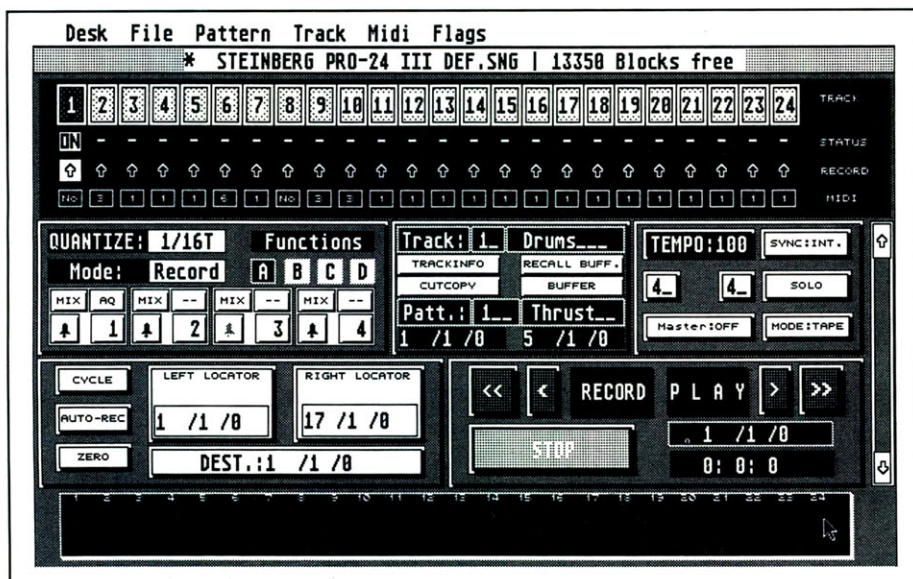 Desk File Pattern Track Midi Flags
* STEINBERG PRO-24 III DEF.SNG | 13350 Blocks free
1 2 3 4 5 6 7 8 9 10 11 12 13 14 15 16 17 18 19 20 21 22 23 24 TRACK
ON - - - - - - - - - - - - - - - - - - - - - - - STATUS
RECORD
No 3 1 1 1 6 1 No 3 3 1 1 1 1 1 1 1 1 1 1 1 1 1 1 MIDI
QUANTIZE: 1/16T Functions
Mode: Record A B C D
MIX AQ MIX -- MIX -- MIX --
1 2 3 4
Track: 1_ Drums___
TRACKINFO RECALL BUFF.
CUTCOPY BUFFER
Patt.: 1__ Thrust__
1 /1 /0 5 /1 /0
TEMPO:100 SYNC:INT.
4_ 4_ SOLO
Master:OFF MODE:TAPE
CYCLE LEFT LOCATOR RIGHT LOCATOR
AUTO-REC 1 /1 /0 17 /1 /0
ZERO DEST.:1 /1 /0
<< < RECORD PLAY > >>
STOP 1 /1 /0
0: 0: 0
1 2 3 4 5 6 7 8 9 10 11 12 13 14 15 16 17 18 19 20 21 22 23 24